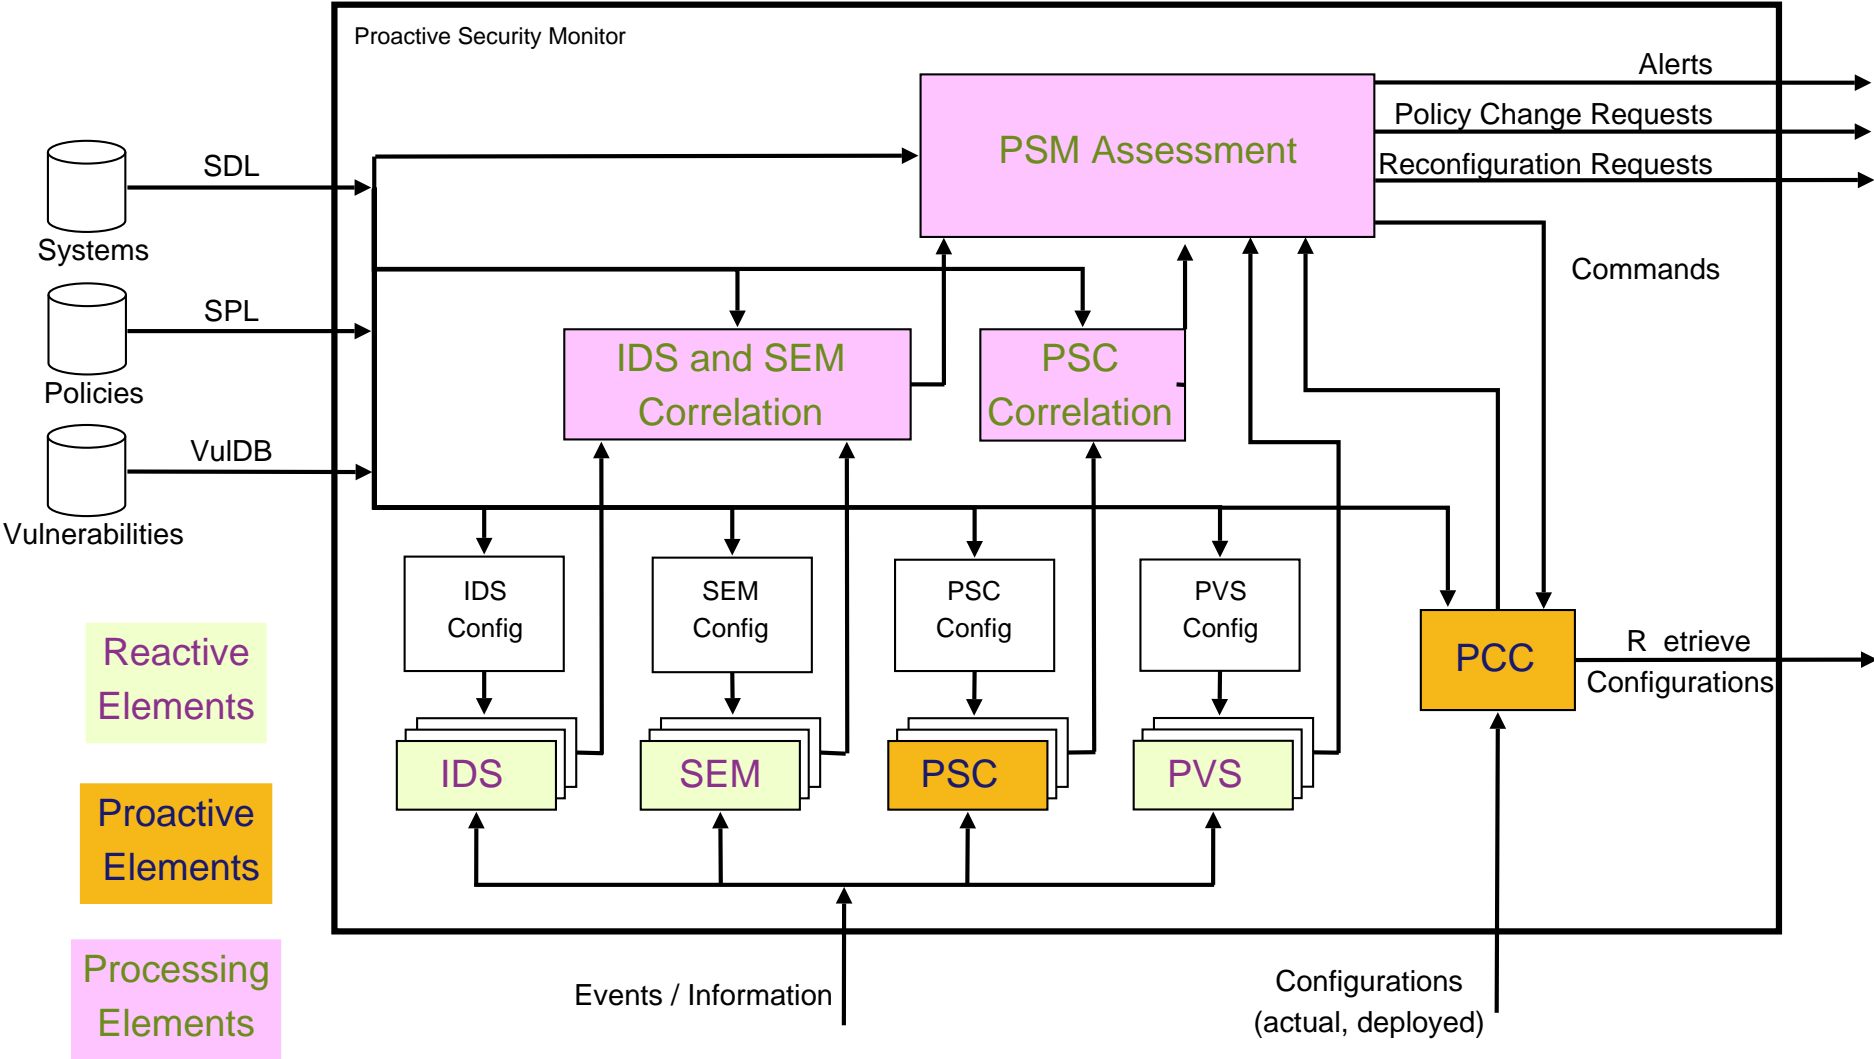 Proactive Security Monitor
Alerts
Policy Change Requests
PSM Assessment
Reconfiguration Requests
SDL
Systems
Commands
SPL
Policies
IDS and SEM
Correlation
PSC
Correlation
VulDB
Vulnerabilities
IDS
Config
SEM
Config
PSC
Config
PVS
Config
Reactive
Elements
PCC
R etrieve
Configurations
IDS
SEM
PSC
PVS
Proactive
Elements
Processing
Elements
Events / Information
Configurations
(actual, deployed)